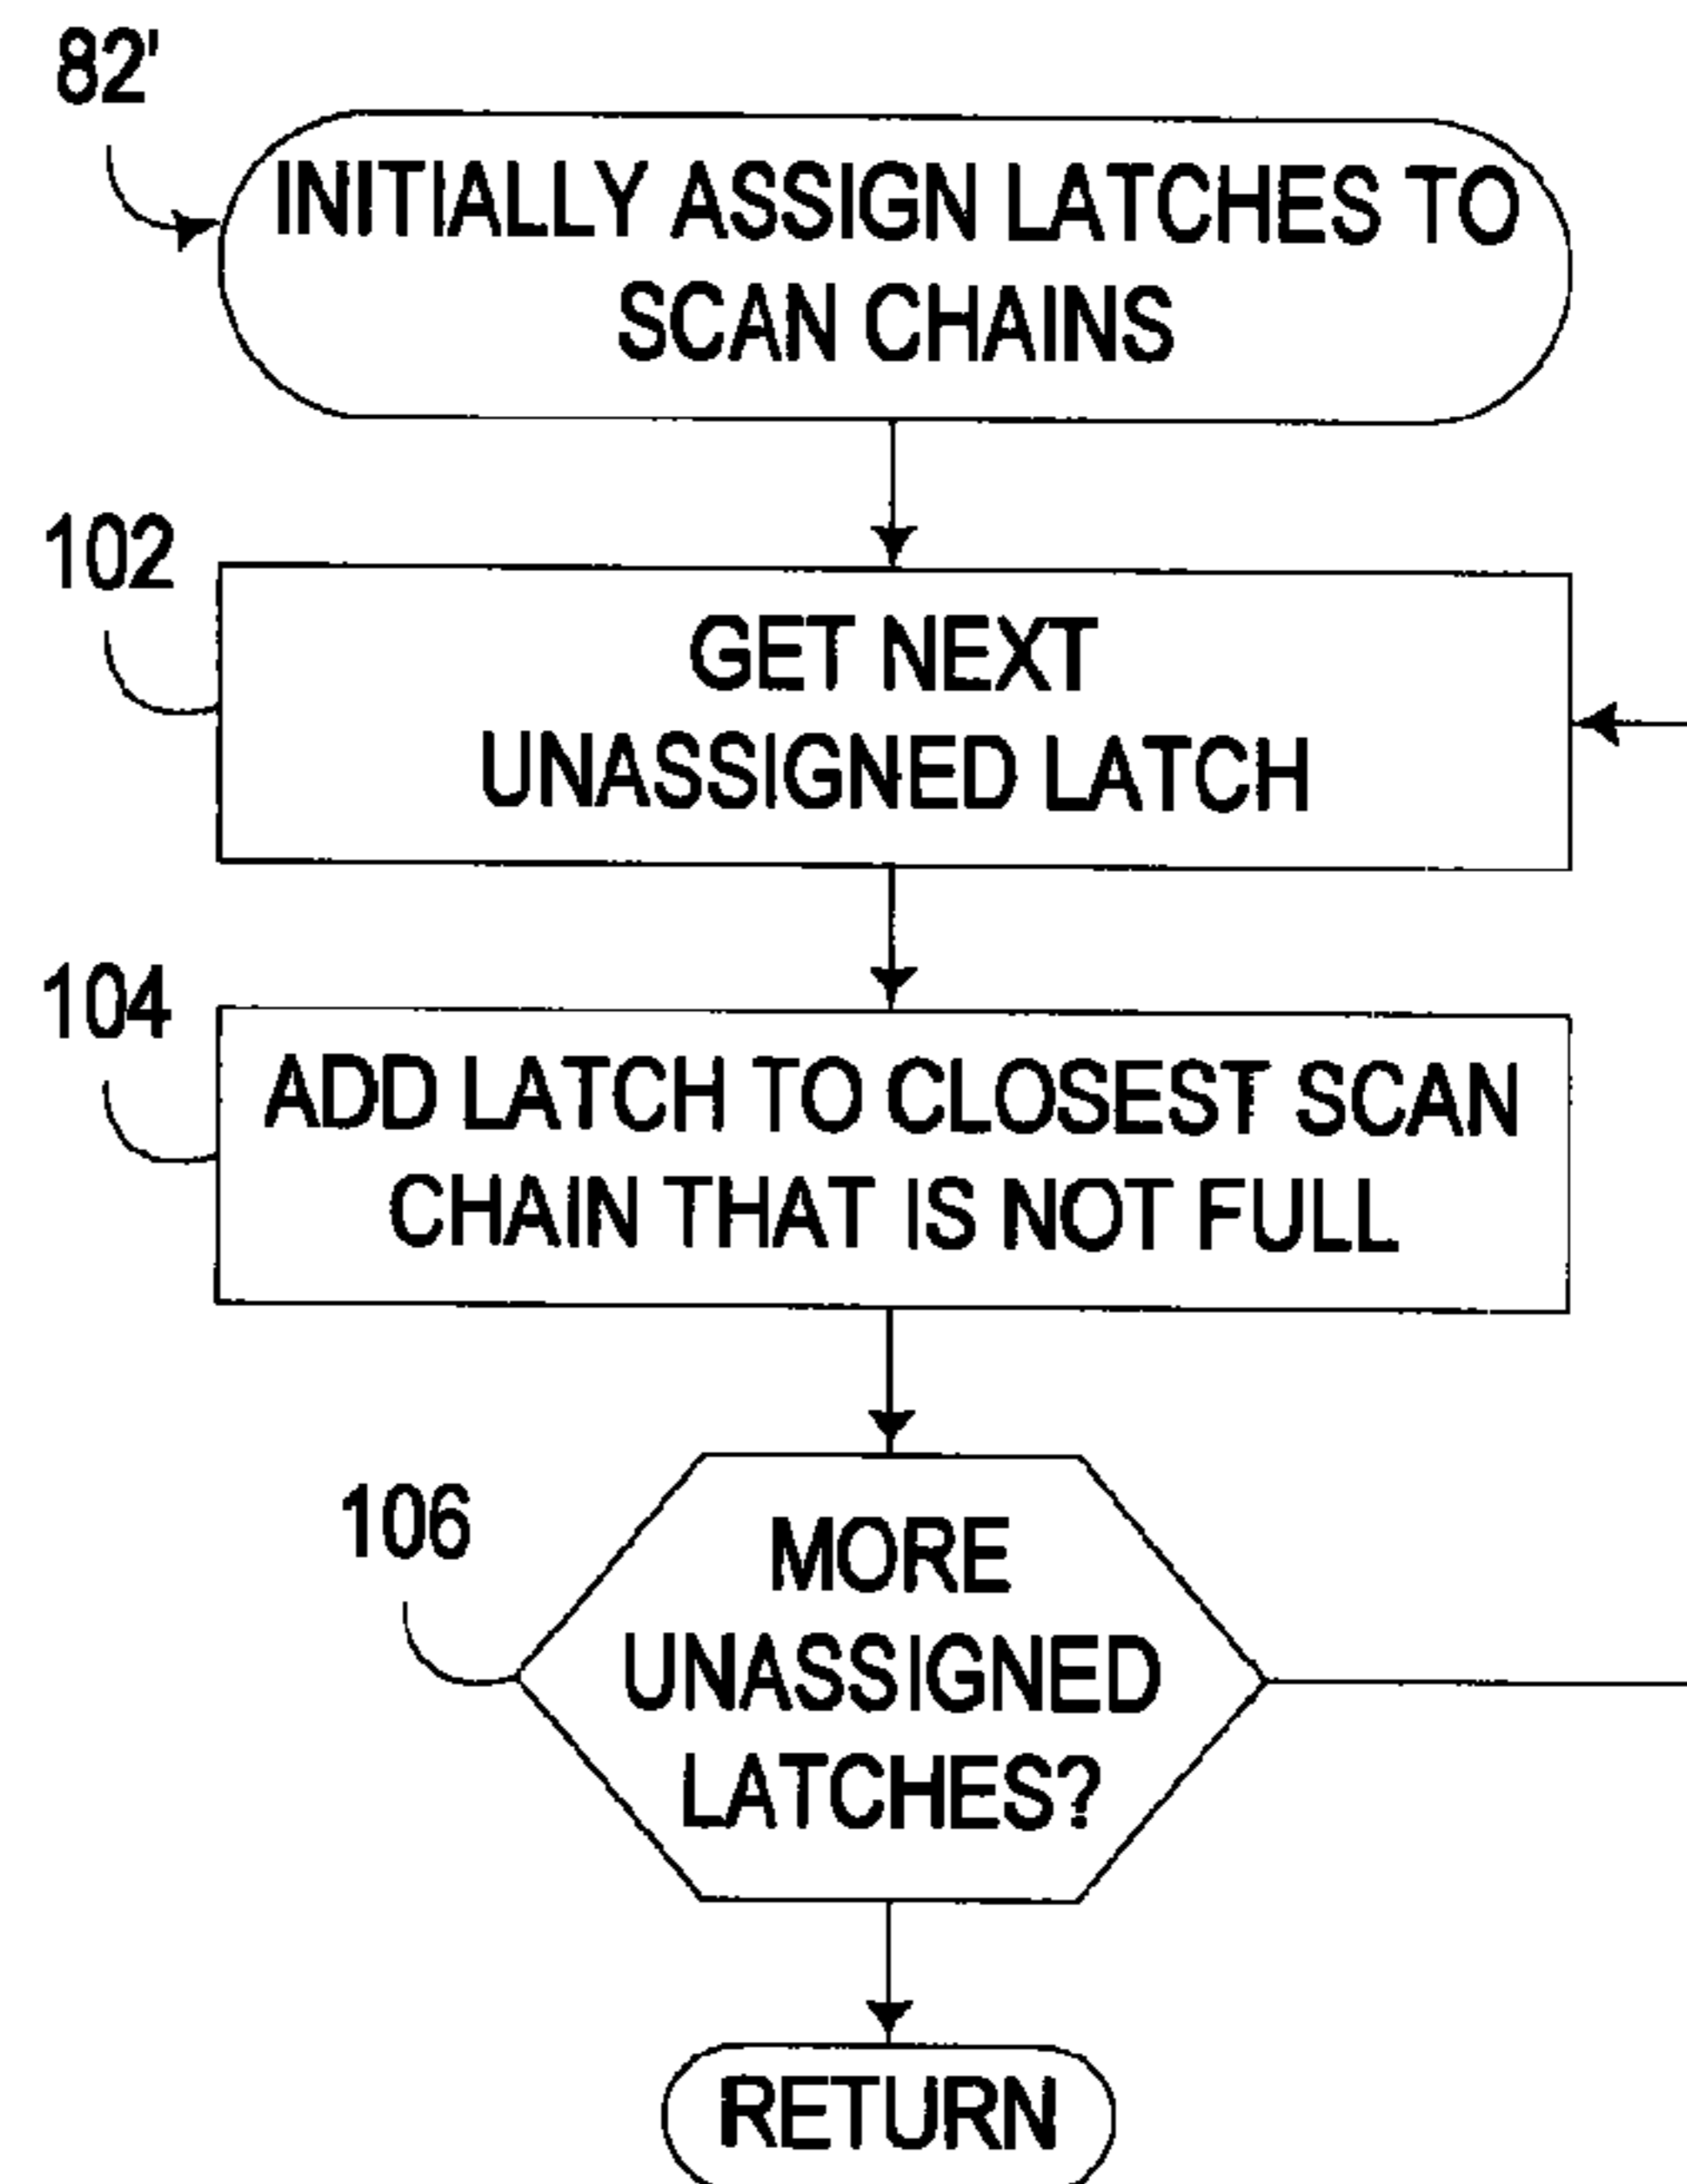 82'
INITIALLY ASSIGN LATCHES TO
SCAN CHAINS
102
GET NEXT
UNASSIGNED LATCH
104
ADD LATCH TO CLOSEST SCAN
CHAIN THAT IS NOT FULL
106
MORE
UNASSIGNED
LATCHES?
RETURN